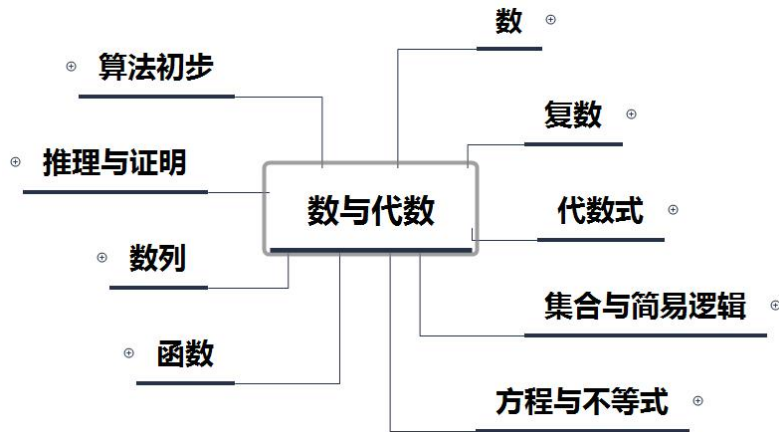 数
算法初步
复数
推理与证明
数与代数
代数式
数列
集合与简易逻辑
函数
方程与不等式